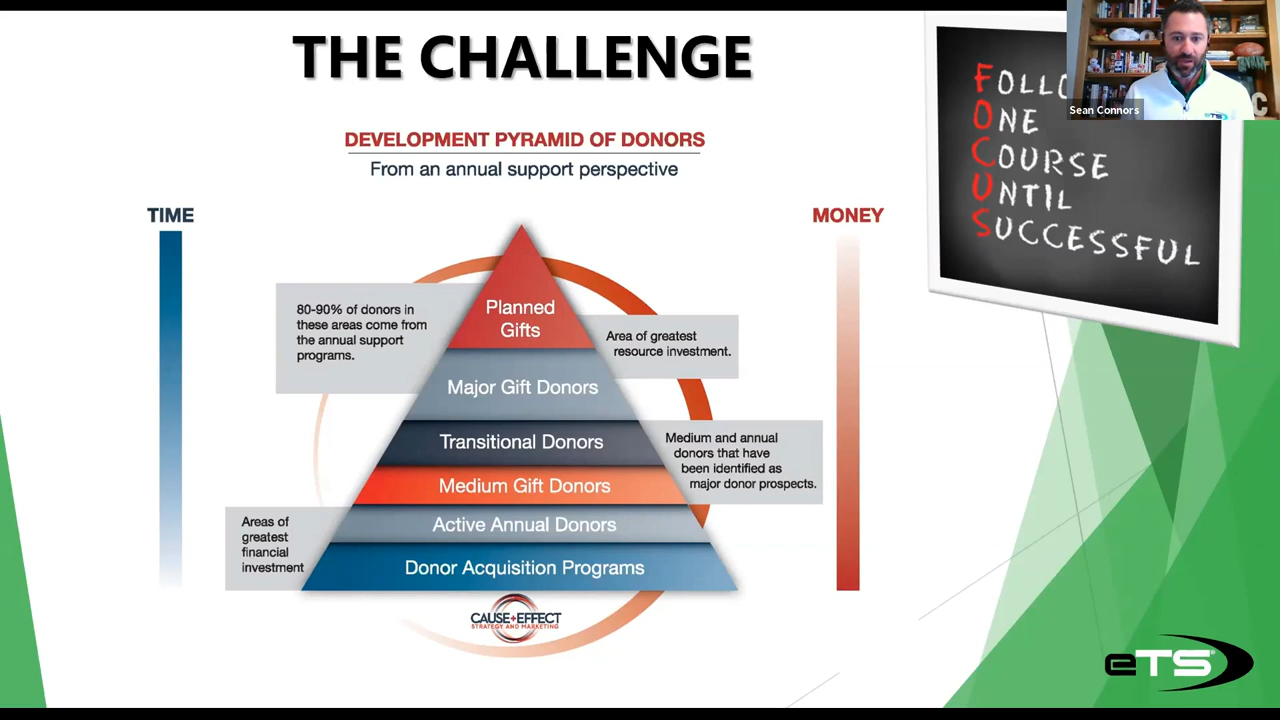 THE CHALLENGE
DEVELOPMENT PYRAMID OF DONORS
From an annual support perspective
TIME
MONEY
80-90% of donors in
these areas come from
the annual support
programs.
Planned
Gifts
Area of greatest
resource investment.
Major Gift Donors
Transitional Donors
Medium and annual
donors that have
been identified as
major donor prospects.
Medium Gift Donors
Active Annual Donors
Areas of
greatest
financial
investment
Donor Acquisition Programs
CAUSE+EFFECT
STRATEGY AND MARKETING
Sean Connors
ONE
COURSE
UNTIL
SUCCESSFUL
eTS
eTS